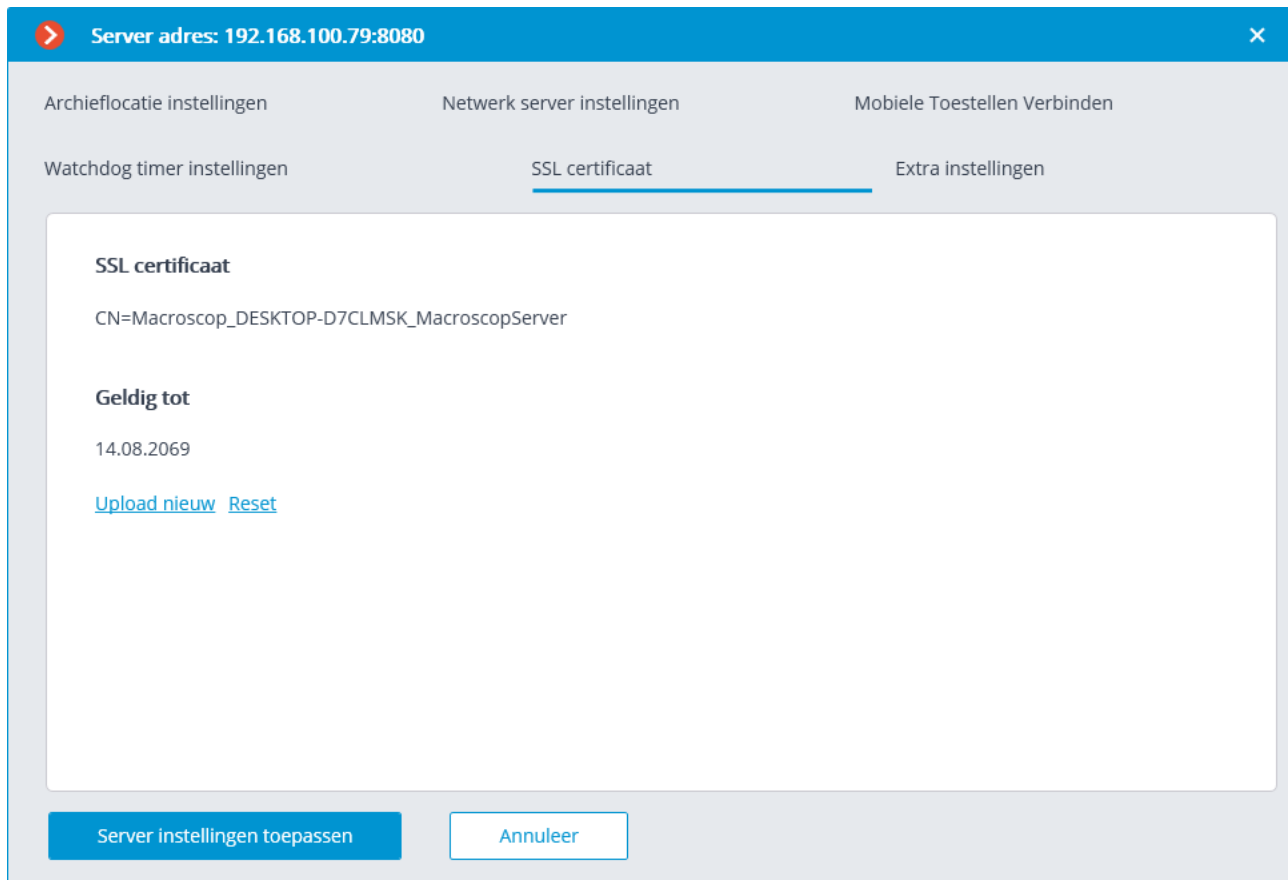 Server adres: 192.168.100.79:8080
Archieflocatie instellingen Netwerk server instellingen Mobiele Toestellen Verbinden
Watchdog timer instellingen SSL certificaat Extra instellingen
SSL certificaat
CN=Macroscop_DESKTOP-D7CLMSK_MacroscopServer
Geldig tot
14.08.2069
Upload nieuw Reset
Server instellingen toepassen Annuleer